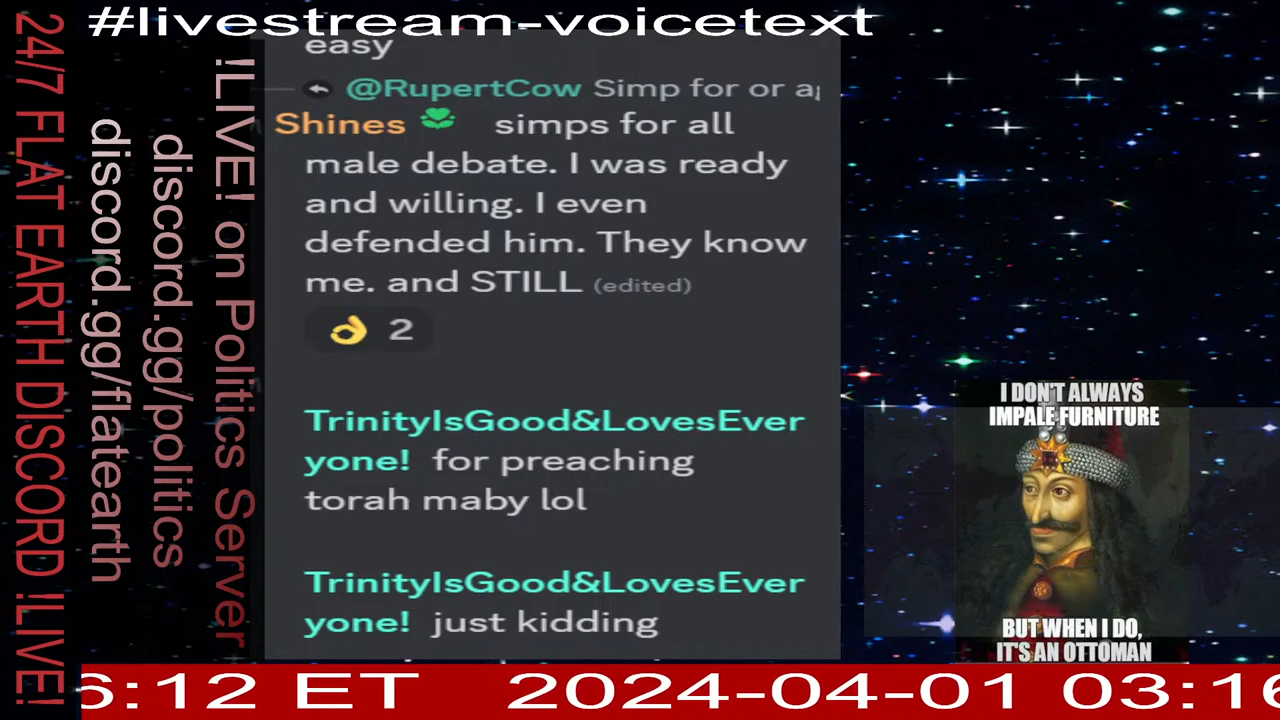 #livestream-voicetext
24/7 FLAT EARTH DISCORD !LIVE!
discord.gg/flatearth
discord.gg/politics
!LIVE! on Politics Server
easy
@RupertCow Simp for or ag
Shines simps for all
male debate. I was ready
and willing. I even
defended him. They know
me. and STILL (edited)
2
TrinityIsGood&LovesEver
yone! for preaching
torah maby lol
TrinityIsGood&LovesEver
yone! just kidding
I DON'T ALWAYS
IMPALE FURNITURE
BUT WHEN I DO,
IT'S AN OTTOMAN
6:12 ET 2024-04-01 03:16